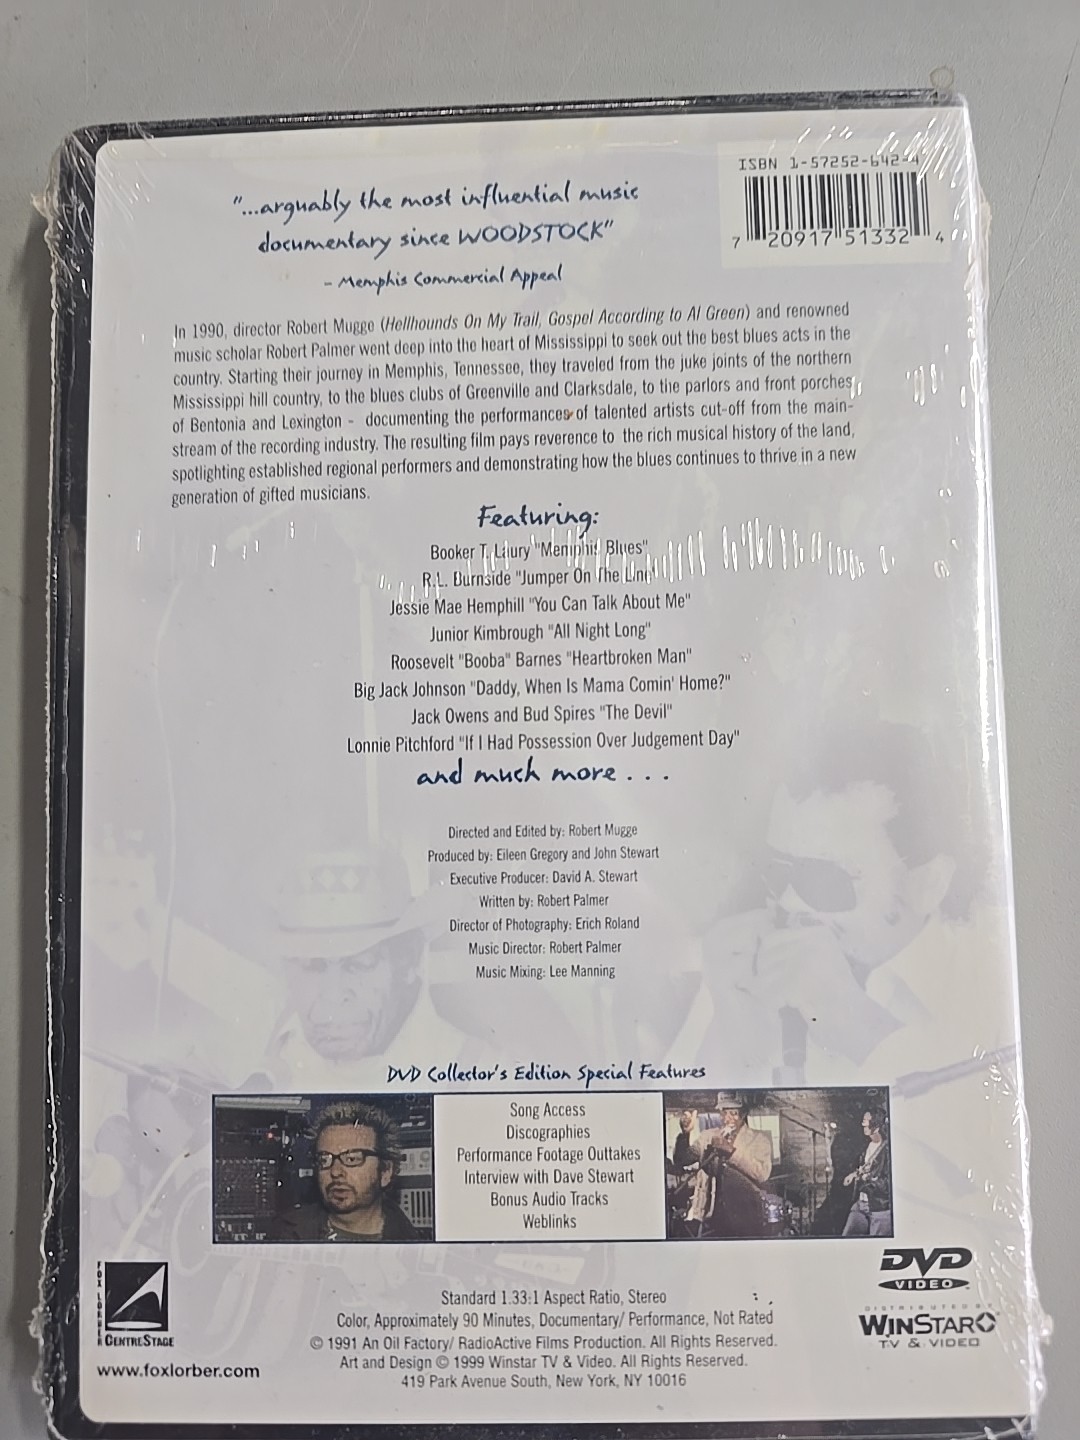 ISBN 1-57252-642-4
7 20917 51332 4
"...arguably the most influential music
documentary since WOODSTOCK"
- Memphis Commercial Appeal
In 1990, director Robert Mugge (Hellhounds On My Trail, Gospel According to Al Green) and renowned
music scholar Robert Palmer went deep into the heart of Mississippi to seek out the best blues acts in the
country. Starting their journey in Memphis, Tennessee, they traveled from the juke joints of the northern
Mississippi hill country, to the blues clubs of Greenville and Clarksdale, to the parlors and front porches
of Bentonia and Lexington - documenting the performances of talented artists cut-off from the main-
stream of the recording industry. The resulting film pays reverence to the rich musical history of the land,
spotlighting established regional performers and demonstrating how the blues continues to thrive in a new
generation of gifted musicians.
Featuring:
Booker T. Laury "Memphis Blues"
R.L. Burnside "Jumper On The Line"
Jessie Mae Hemphill "You Can Talk About Me"
Junior Kimbrough "All Night Long"
Roosevelt "Booba" Barnes "Heartbroken Man"
Big Jack Johnson "Daddy, When Is Mama Comin' Home?"
Jack Owens and Bud Spires "The Devil"
Lonnie Pitchford "If I Had Possession Over Judgement Day"
and much more . . .
Directed and Edited by: Robert Mugge
Produced by: Eileen Gregory and John Stewart
Executive Producer: David A. Stewart
Written by: Robert Palmer
Director of Photography: Erich Roland
Music Director: Robert Palmer
Music Mixing: Lee Manning
DVD Collector's Edition Special Features
Song Access
Discographies
Performance Footage Outtakes
Interview with Dave Stewart
Bonus Audio Tracks
Weblinks
FOX LORBER
CENTRESTAGE
www.foxlorber.com
Standard 1.33:1 Aspect Ratio, Stereo
Color, Approximately 90 Minutes, Documentary/ Performance, Not Rated
© 1991 An Oil Factory/ RadioActive Films Production. All Rights Reserved.
Art and Design © 1999 Winstar TV & Video. All Rights Reserved.
419 Park Avenue South, New York, NY 10016
DVD
VIDEO
DISTRIBUTED BY
WINSTAR
TV & VIDEO